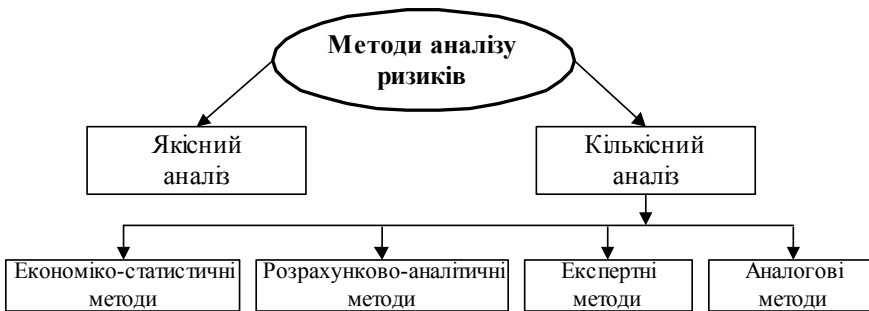 Методи аналізу
ризиків
Якісний
аналіз
Кількісний
аналіз
Економіко-статистичні
методи
Розрахунково-аналітичні
методи
Експертні
методи
Аналогові
методи